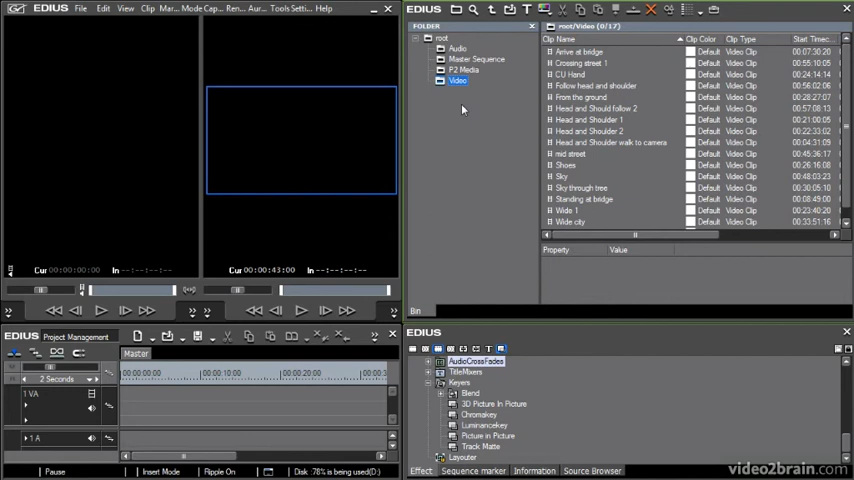 EDIUS File Edit View Clip Mar... Mode Cap... Ren... Aur... Tools Setti... Help
Cur 00:00:00:00 In --:--:--:--
Cur 00:00:43:00 In --:--:--:--
EDIUS
FOLDER
root
Audio
Master Sequence
P2 Media
Video
root/Video (0/17)
Clip Name Clip Color Clip Type Start Timec...
Arrive at bridge Default Video Clip 00:07:30:20
Crossing street 1 Default Video Clip 00:55:10:05
CU Hand Default Video Clip 00:24:14:14
Follow head and shoulder Default Video Clip 00:56:02:06
From the ground Default Video Clip 00:28:27:07
Head and Should follow 2 Default Video Clip 00:57:08:13
Head and Shoulder 1 Default Video Clip 00:21:00:05
Head and Shoulder 2 Default Video Clip 00:22:33:02
Head and Shoulder walk to camera Default Video Clip 00:04:31:09
mid street Default Video Clip 00:45:36:17
Shoes Default Video Clip 00:26:16:08
Sky Default Video Clip 00:48:03:23
Sky through tree Default Video Clip 00:30:05:10
Standing at bridge Default Video Clip 00:08:49:00
Wide 1 Default Video Clip 00:23:40:20
Wide city Default Video Clip 00:33:51:16
Property Value
Bin
EDIUS Project Management
Master
2 Seconds
00:00:00:00 00:00:10:00 00:00:20:00 00:00:3
1 VA
1 A
Pause Insert Mode Ripple On Disk :78% is being used(D:)
EDIUS
AudioCrossFades
TitleMixers
Keyers
Blend
3D Picture In Picture
Chromakey
Luminancekey
Picture in Picture
Track Matte
Layouter
Effect Sequence marker Information Source Browser
video2brain.com